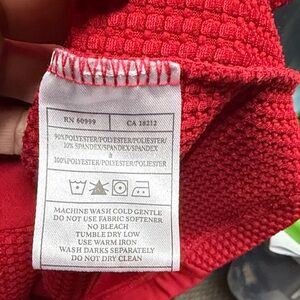 RN 60999 CA 18212
90% POLYESTER/POLYESTER/POLIESTER/
10% SPANDEX/SPANDEX/SPANDEX
&
100% POLYESTER/POLYESTER/POLIESTER
MACHINE WASH COLD GENTLE
DO NOT USE FABRIC SOFTENER
NO BLEACH
TUMBLE DRY LOW
USE WARM IRON
WASH DARKS SEPARATELY
DO NOT DRY CLEAN